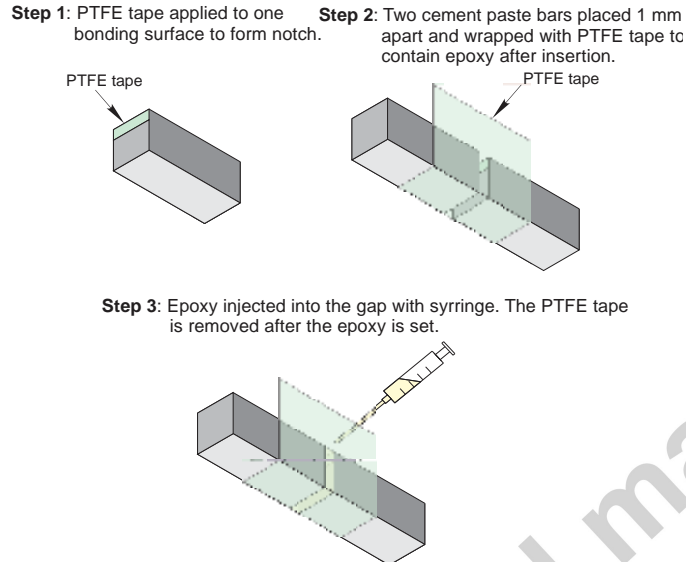 Step 1: PTFE tape applied to one
bonding surface to form notch.
Step 2: Two cement paste bars placed 1 mm
apart and wrapped with PTFE tape to
contain epoxy after insertion.
PTFE tape
PTFE tape
Step 3: Epoxy injected into the gap with syrringe. The PTFE tape
is removed after the epoxy is set.